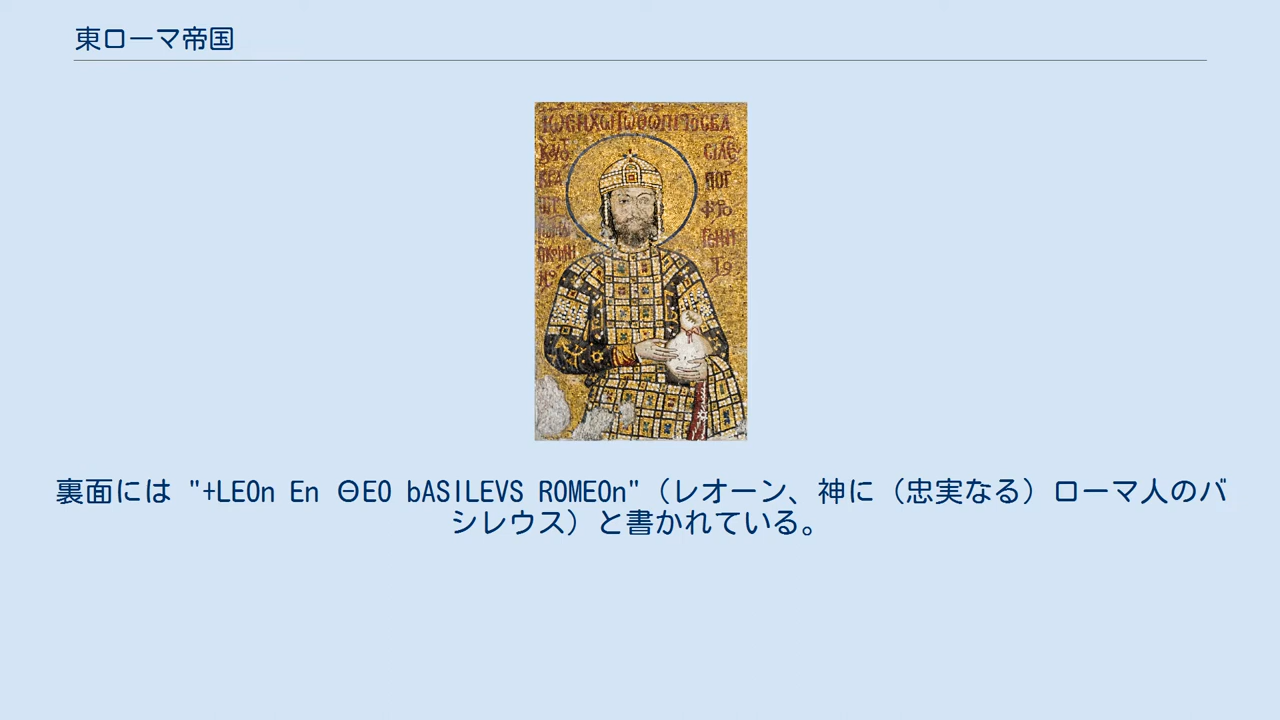 東ローマ帝国
裏面には "+LEOn En ΘEO bASILEVS ROMEOn"（レオーン、神に（忠実なる）ローマ人のバ
シレウス）と書かれている。